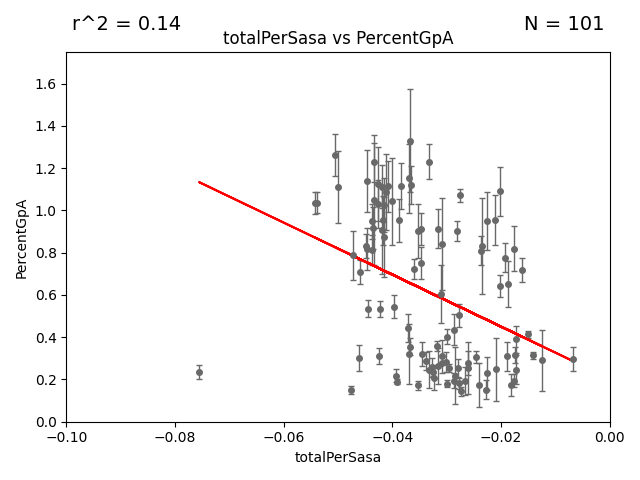 r^2 = 0.14
N = 101
totalPerSasa vs PercentGpA
PercentGpA
1.6
1.4
1.2
1.0
0.8
0.6
0.4
0.2
0.0
−0.10 −0.08 −0.06 −0.04 −0.02 0.00
totalPerSasa